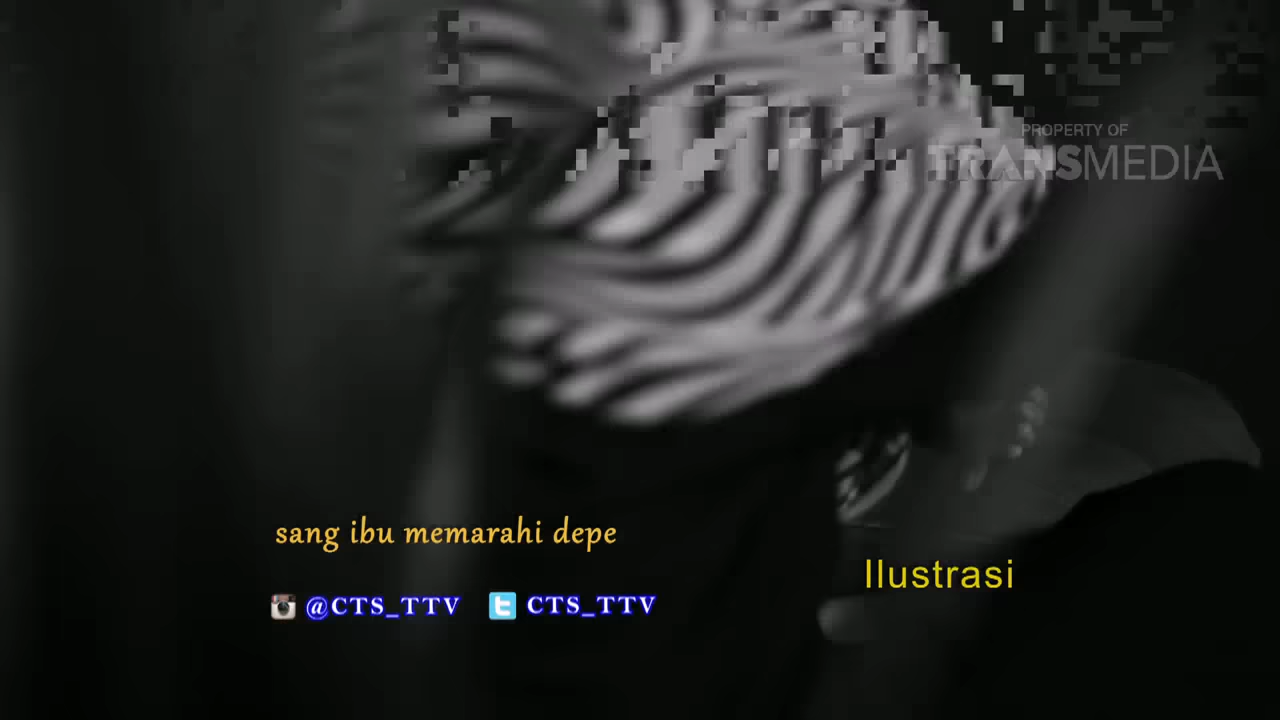 PROPERTY OF
TRANSMEDIA
sang ibu memarahi depe
Ilustrasi
@CTS_TTV CTS_TTV